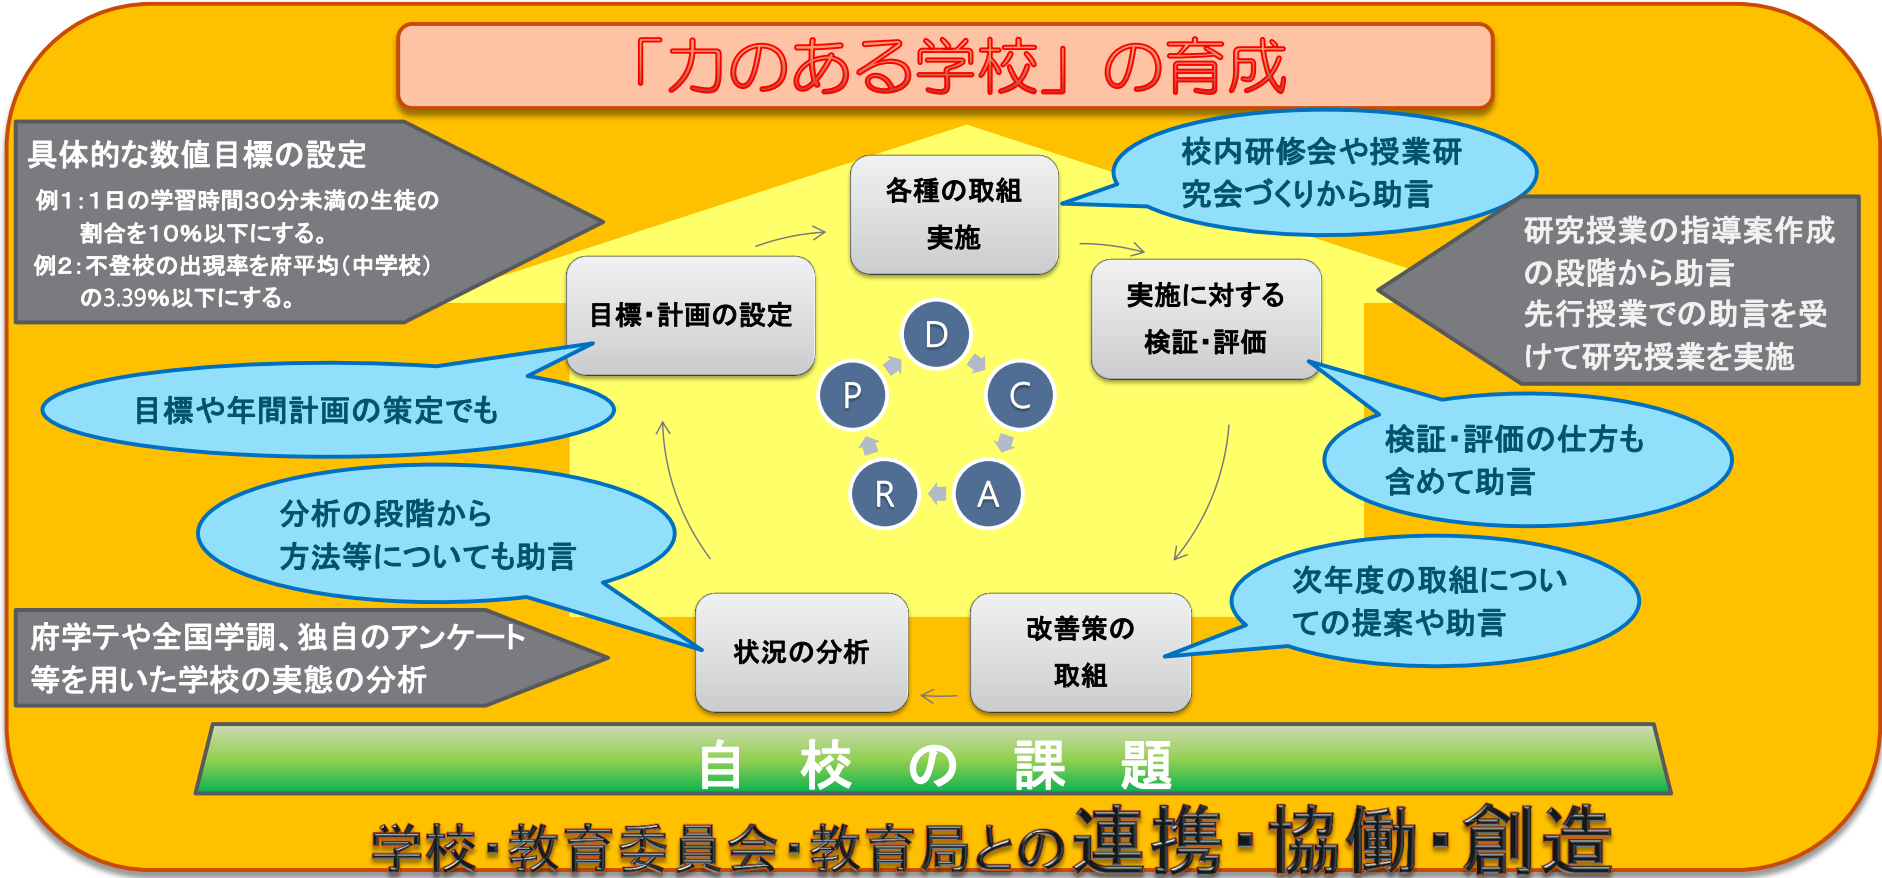 「力のある学校」の育成
具体的な数値目標の設定
例1：1日の学習時間30分未満の生徒の
割合を10％以下にする。
例2：不登校の出現率を府平均（中学校）
の3.39％以下にする。
各種の取組
実施
校内研修会や授業研
究会づくりから助言
研究授業の指導案作成
の段階から助言
先行授業での助言を受
けて研究授業を実施
目標・計画の設定
実施に対する
検証・評価
D
P
C
R
A
目標や年間計画の策定でも
検証・評価の仕方も
含めて助言
分析の段階から
方法等についても助言
次年度の取組につい
ての提案や助言
府学テや全国学調、独自のアンケート
等を用いた学校の実態の分析
状況の分析
改善策の
取組
自校の課題
学校・教育委員会・教育局との連携・協働・創造